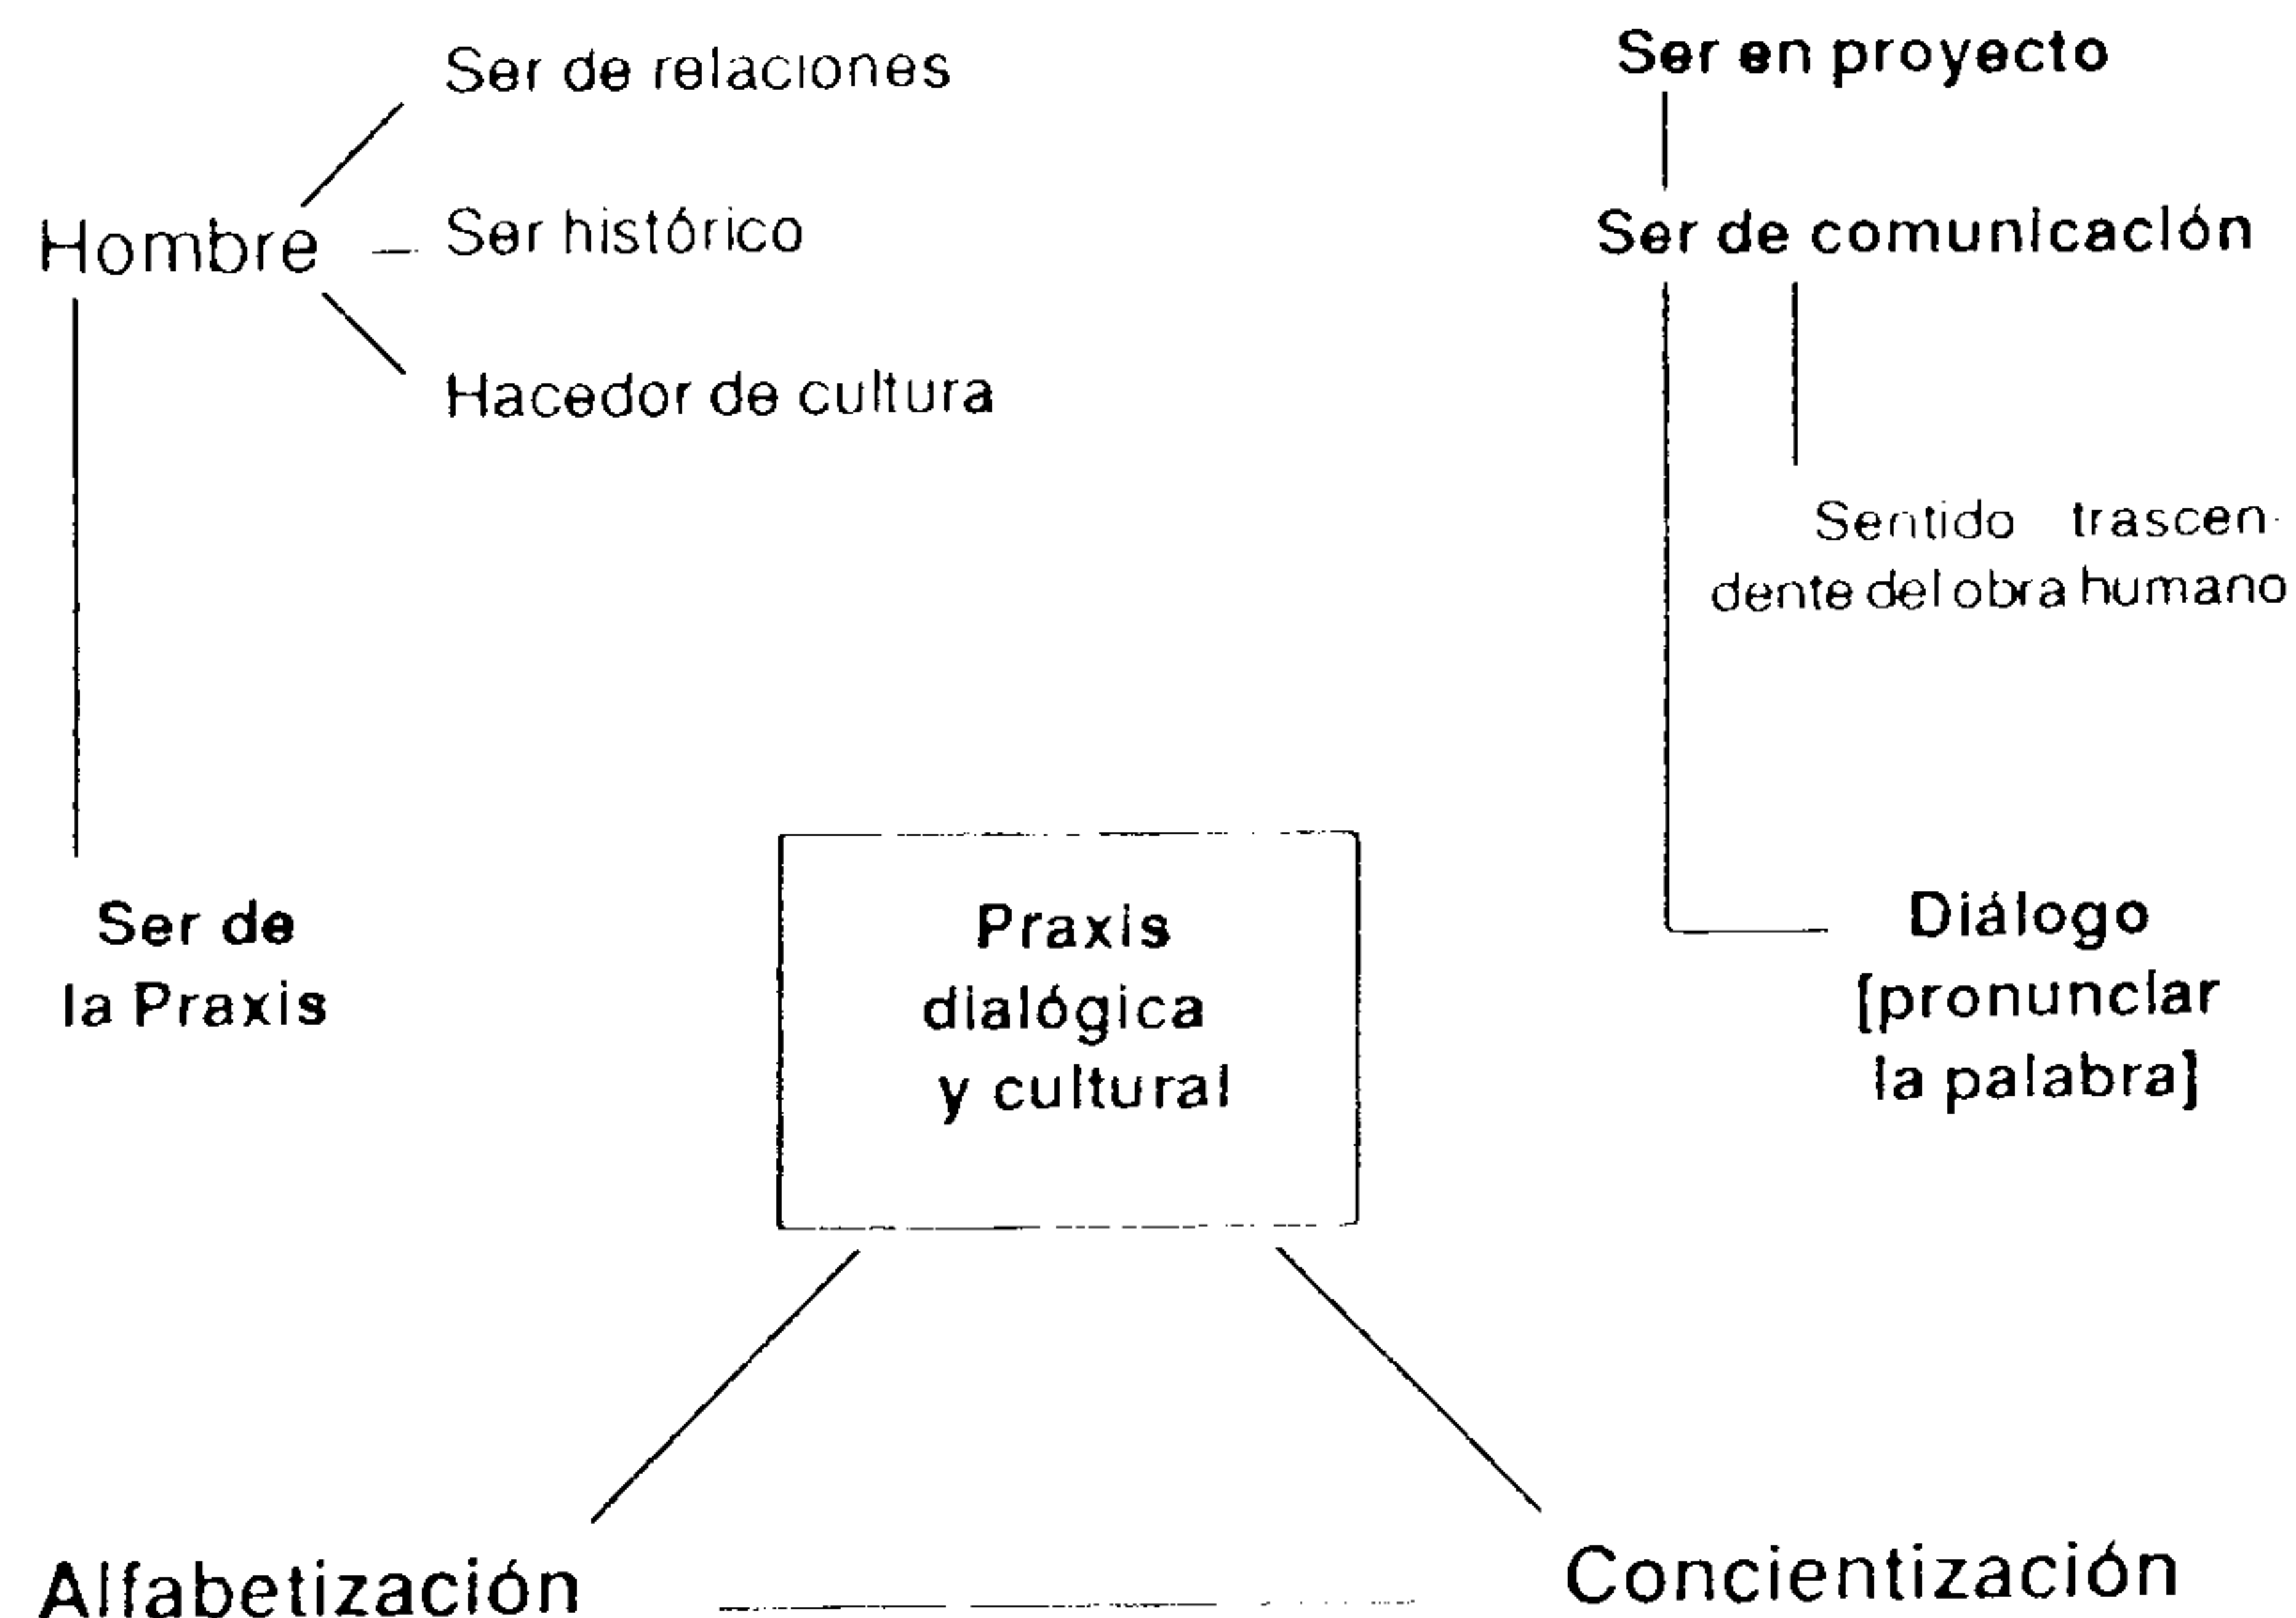 Ser de relaciones
Hombre
Ser histórico
Hacedor de cultura
Ser en proyecto
Ser de comunicación
Sentido trascen-
dente del obra humano
Ser de
la Praxis
Praxis
dialógica
y cultural
Diálogo
[pronunciar
la palabra]
Alfabetización
Concientización